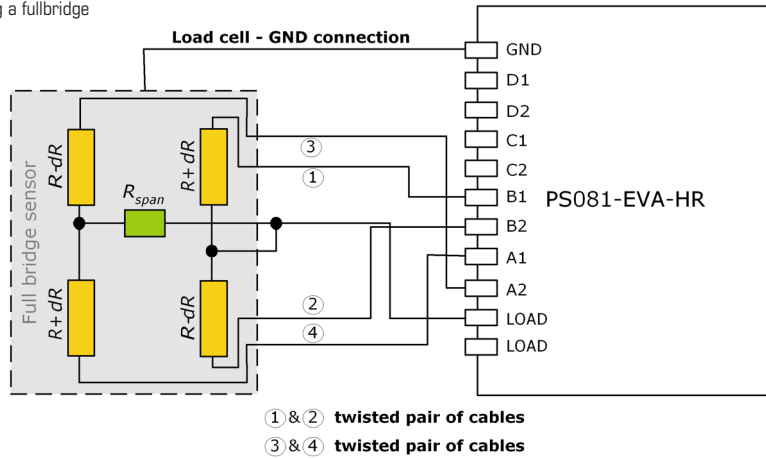 g a fullbridge
Load cell - GND connection
GND
D1
D2
C1
C2
B1
B2
A1
A2
LOAD
LOAD
PS081-EVA-HR
Full bridge sensor
R-dR
R+dR
Rspan
R+dR
R-dR
3
1
2
4
1 & 2 twisted pair of cables
3 & 4 twisted pair of cables